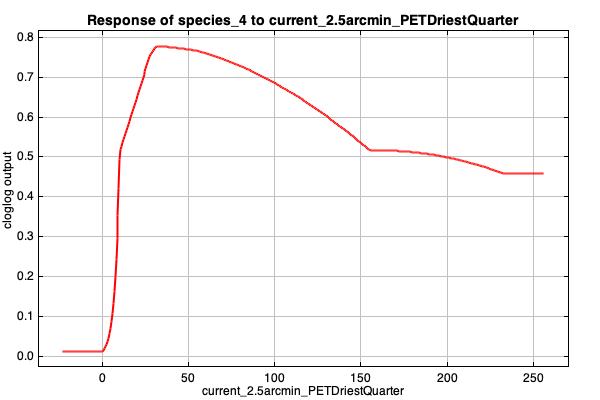 Response of species_4 to current_2.5arcmin_PETDriestQuarter
cloglog output
0.8
0.7
0.6
0.5
0.4
0.3
0.2
0.1
0.0
0 50 100 150 200 250
current_2.5arcmin_PETDriestQuarter